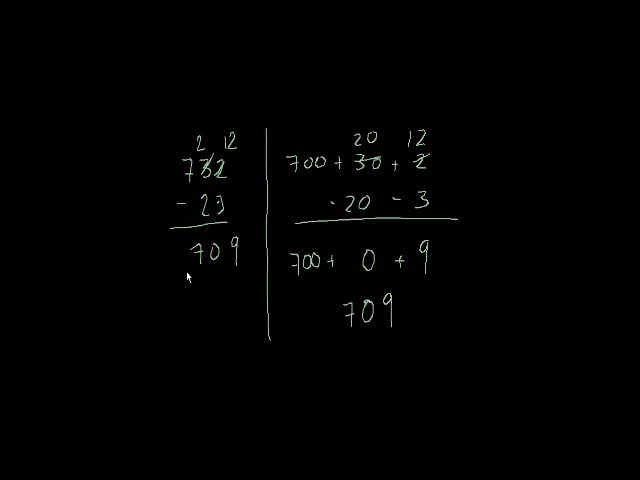 2 12
732
- 23
709
20 12
700 + 30 + 2
- 20 - 3
700 + 0 + 9
709